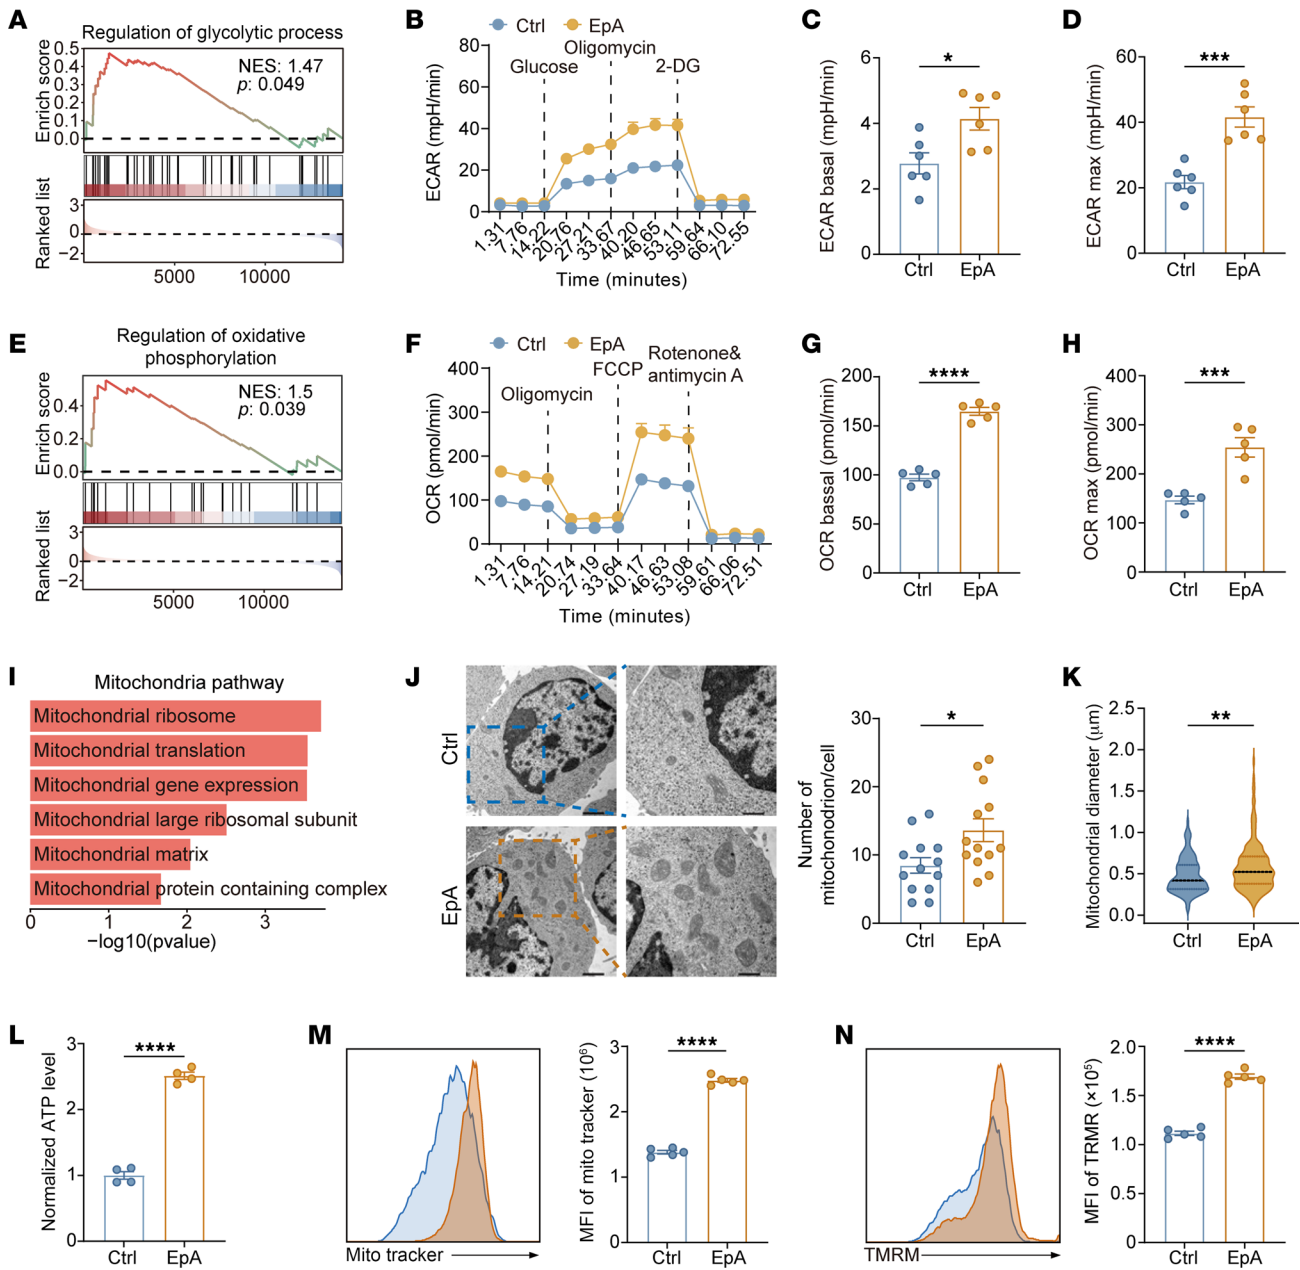 A
Regulation of glycolytic process
Enrich score
0.5
0.4
0.3
0.2
0.1
0.0
NES: 1.47
p: 0.049
Ranked list
3
0
−2
5000
10000
B
Ctrl
EpA
Oligomycin
Glucose
2-DG
ECAR (mpH/min)
80
60
40
20
0
1.31
7.76
14.22
20.76
27.21
33.67
40.20
46.65
53.11
59.64
66.10
72.55
Time (minutes)
C
*
ECAR basal (mpH/min)
6
4
2
0
Ctrl
EpA
D
***
ECAR max (mpH/min)
60
40
20
0
Ctrl
EpA
E
Regulation of oxidative
phosphorylation
Enrich score
0.4
0.2
0.0
NES: 1.5
p: 0.039
Ranked list
3
0
−2
5000
10000
F
Ctrl
EpA
Rotenone&
antimycin A
FCCP
Oligomycin
OCR (pmol/min)
400
300
200
100
0
1.31
7.76
14.21
20.74
27.19
33.64
40.17
46.63
53.08
59.61
66.06
72.51
Time (minutes)
G
****
OCR bassal (pmol/min)
200
150
100
50
0
Ctrl
EpA
H
***
OCR max (pmol/min)
400
300
200
100
0
Ctrl
EpA
I
Mitochondria pathway
Mitochondrial ribosome
Mitochondrial translation
Mitochondrial gene expression
Mitochondrial large ribosomal subunit
Mitochondrial matrix
Mitochondrial protein containing complex
0
1
2
3
−log10(pvalue)
J
Ctrl
EpA
*
Number of
mitochonodrion/cell
30
20
10
0
Ctrl
EpA
K
**
Mitochondrial diameter (μm)
2.5
2.0
1.5
1.0
0.5
0.0
Ctrl
EpA
L
****
Normalized ATP level
3
2
1
0
Ctrl
EpA
M
Mito tracker
****
MFI of mito tracker (10⁶)
3
2
1
0
Ctrl
EpA
N
TMRM
****
MFI of TRMR (×10⁵)
2.0
1.5
1.0
0.5
0
Ctrl
EpA